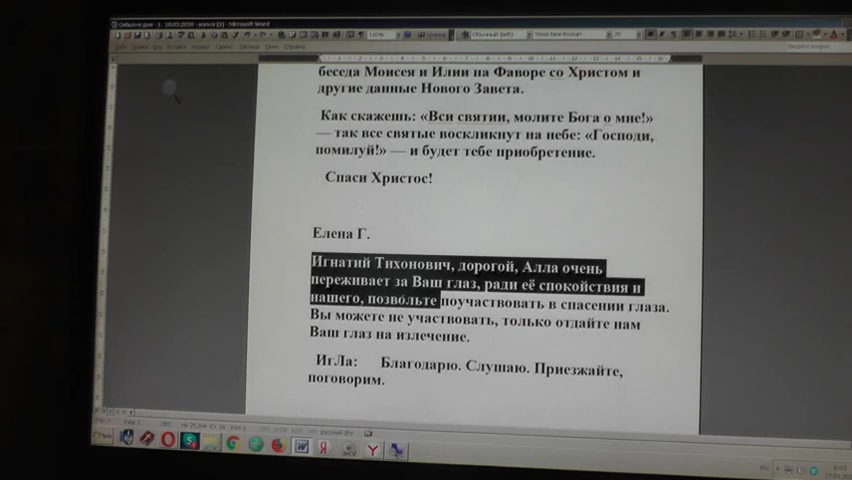 беседа Моисея и Илии на Фаворе со Христом и
другие данные Нового Завета.
Как скажешь: «Вси святии, молите Бога о мне!»
— так все святые воскликнут на небе: «Господи,
помилуй!» — и будет тебе приобретение.
Спаси Христос!
Елена Г.
Игнатий Тихонович, дорогой, Алла очень
переживает за Ваш глаз, ради её спокойствия и
нашего, позвольте поучаствовать в спасении глаза.
Вы можете не участвовать, только отдайте нам
Ваш глаз на излечение.
ИгЛа: Благодарю. Слушаю. Приезжайте,
поговорим.